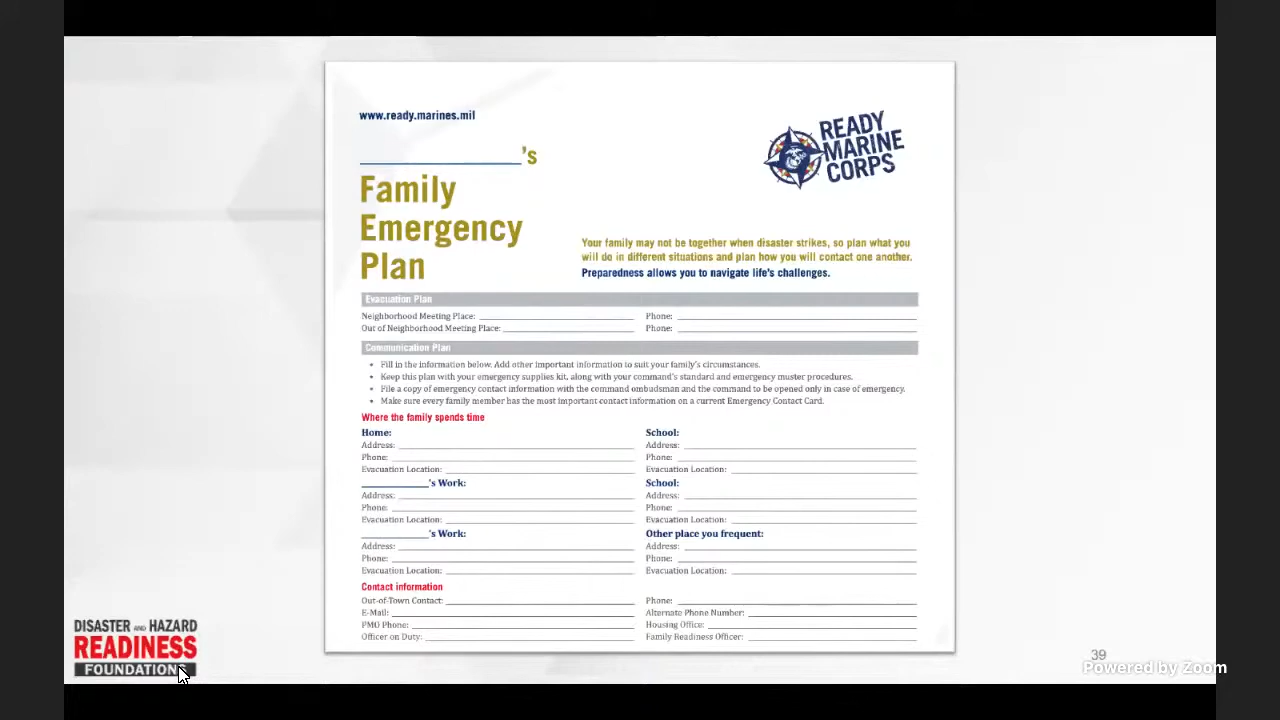 www.ready.marines.mil
READY
MARINE
CORPS
____________________'s
Family
Emergency
Plan
Your family may not be together when disaster strikes, so plan what you
will do in different situations and plan how you will contact one another.
Preparedness allows you to navigate life's challenges.
Evacuation Plan
Neighborhood Meeting Place: Phone:
Out of Neighborhood Meeting Place: Phone:
Communication Plan
• Fill in the information below. Add other important information to suit your family's circumstances.
• Keep this plan with your emergency supplies kit, along with your command's standard and emergency muster procedures.
• File a copy of emergency contact information with the command ombudsman and the command to be opened only in case of emergency.
• Make sure every family member has the most important contact information on a current Emergency Contact Card.
Where the family spends time
Home: School:
Address: Address:
Phone: Phone:
Evacuation Location: Evacuation Location:
____________'s Work: School:
Address: Address:
Phone: Phone:
Evacuation Location: Evacuation Location:
____________'s Work: Other place you frequent:
Address: Address:
Phone: Phone:
Evacuation Location: Evacuation Location:
Contact information
Out-of-Town Contact: Phone:
E-Mail: Alternate Phone Number:
PMO Phone: Housing Office:
Officer on Duty: Family Readiness Officer:
DISASTER AND HAZARD
READINESS
FOUNDATIONS
39
Powered by Zoom